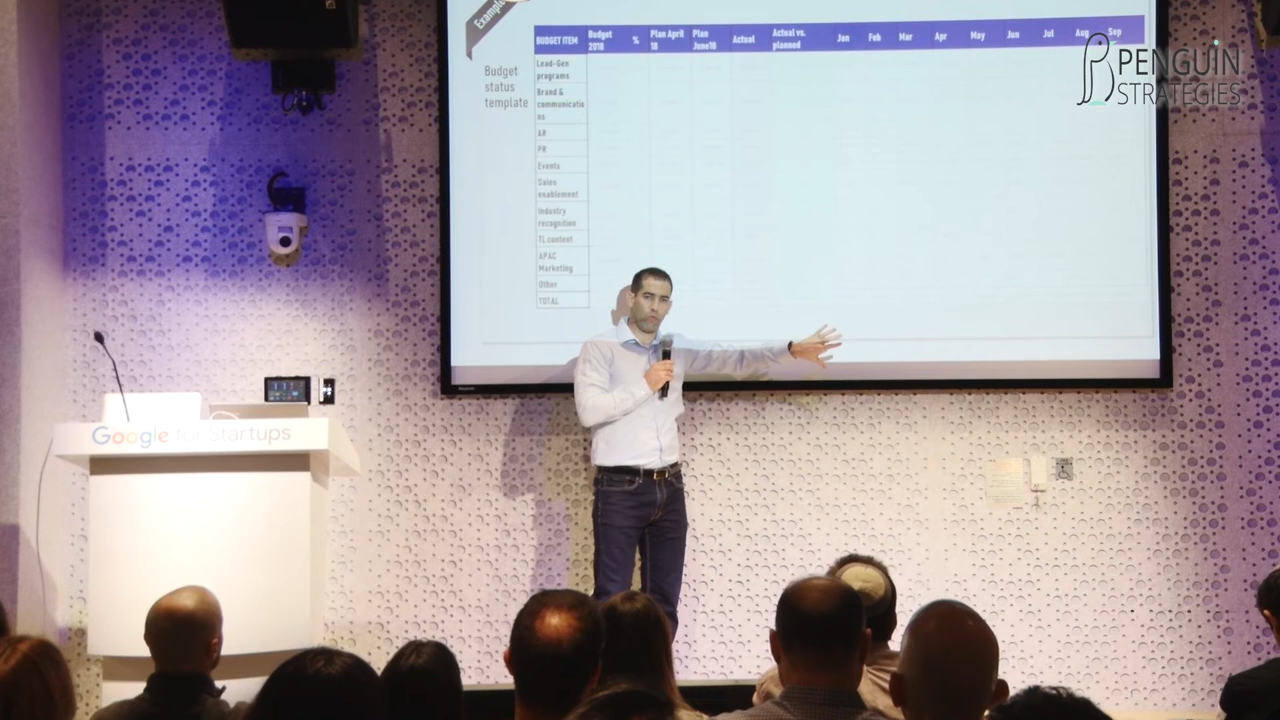 Example
BUDGET ITEM
Budget
2018
%
Plan April
18
Plan
June18
Actual
Actual vs.
planned
Jan
Feb
Mar
Apr
May
Jun
Jul
Aug
Sep
Budget
status
template
Lead-Gen
programs
Brand &
communicatio
ns
AR
PR
Events
Sales
enablement
Industry
recognition
TL content
APAC
Marketing
Other
TOTAL
PENGUIN
STRATEGIES
Google for Startups